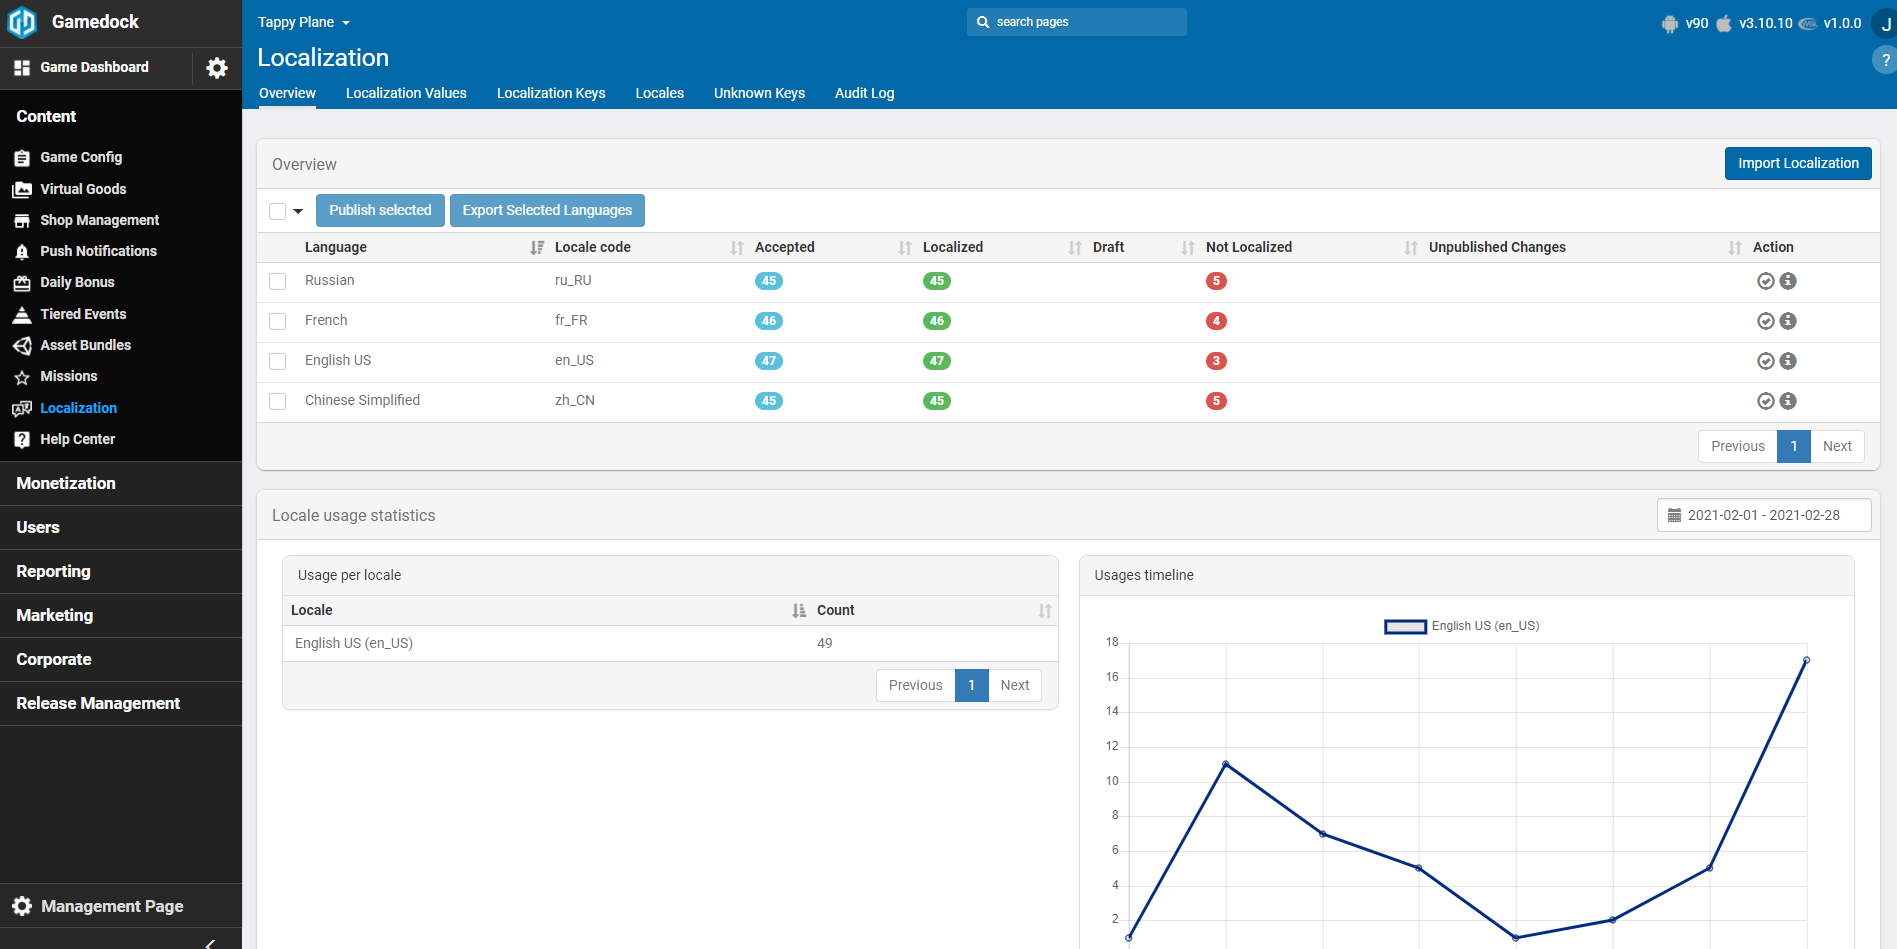 Gamedock
Tappy Plane
search pages
v90 v3.10.10 v1.0.0
J
Game Dashboard
Localization
?
Overview Localization Values Localization Keys Locales Unknown Keys Audit Log
Content
Game Config
Virtual Goods
Shop Management
Push Notifications
Daily Bonus
Tiered Events
Asset Bundles
Missions
Localization
Help Center
Monetization
Users
Reporting
Marketing
Corporate
Release Management
Management Page
Overview
Import Localization
Publish selected Export Selected Languages
Language Locale code Accepted Localized Draft Not Localized Unpublished Changes Action
Russian ru_RU 45 45 5
French fr_FR 46 46 4
English US en_US 47 47 3
Chinese Simplified zh_CN 45 45 5
Previous 1 Next
Locale usage statistics
2021-02-01 - 2021-02-28
Usage per locale
Locale Count
English US (en_US) 49
Previous 1 Next
Usages timeline
English US (en_US)
18
16
14
12
10
8
6
4
2